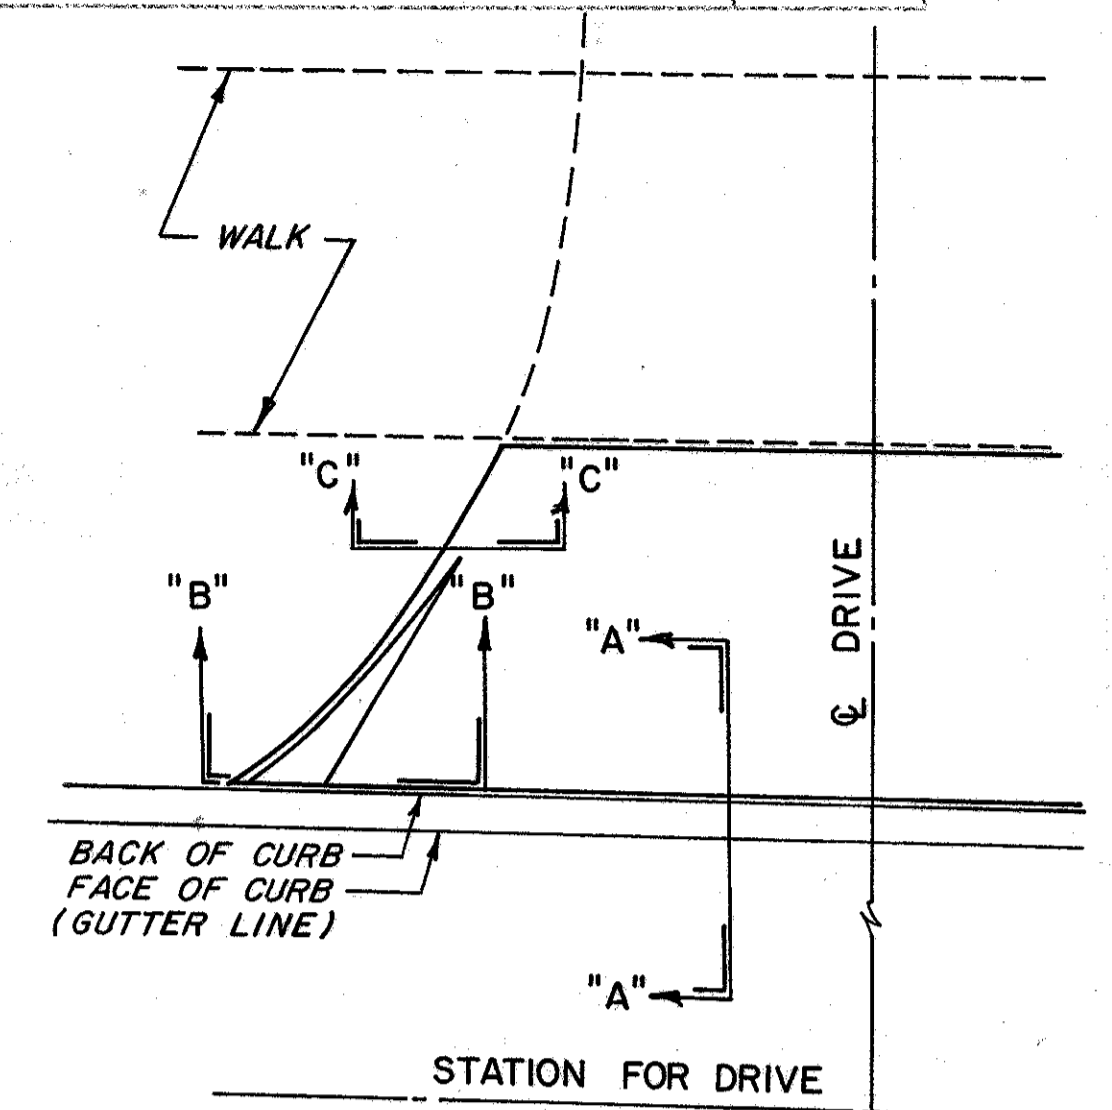 WALK
"C" "C"
"B" "B"
"A"
℄ DRIVE
BACK OF CURB
FACE OF CURB
(GUTTER LINE)
"A"
STATION FOR DRIVE